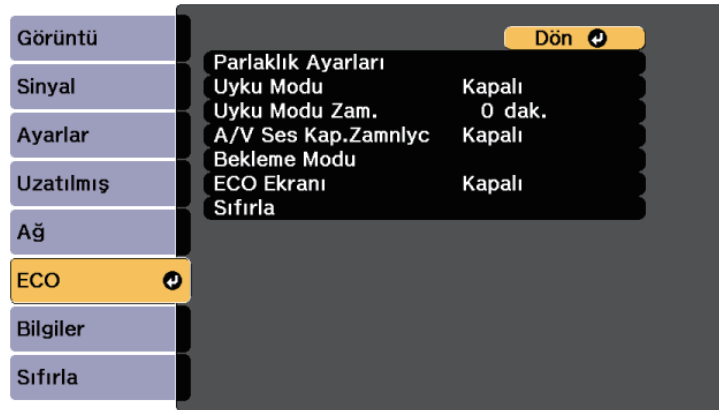 Görüntü
Sinyal
Ayarlar
Uzatılmış
Ağ
ECO
Bilgiler
Sıfırla
Dön
Parlaklık Ayarları
Uyku Modu Kapalı
Uyku Modu Zam. 0 dak.
A/V Ses Kap.Zamnlyc Kapalı
Bekleme Modu
ECO Ekranı Kapalı
Sıfırla